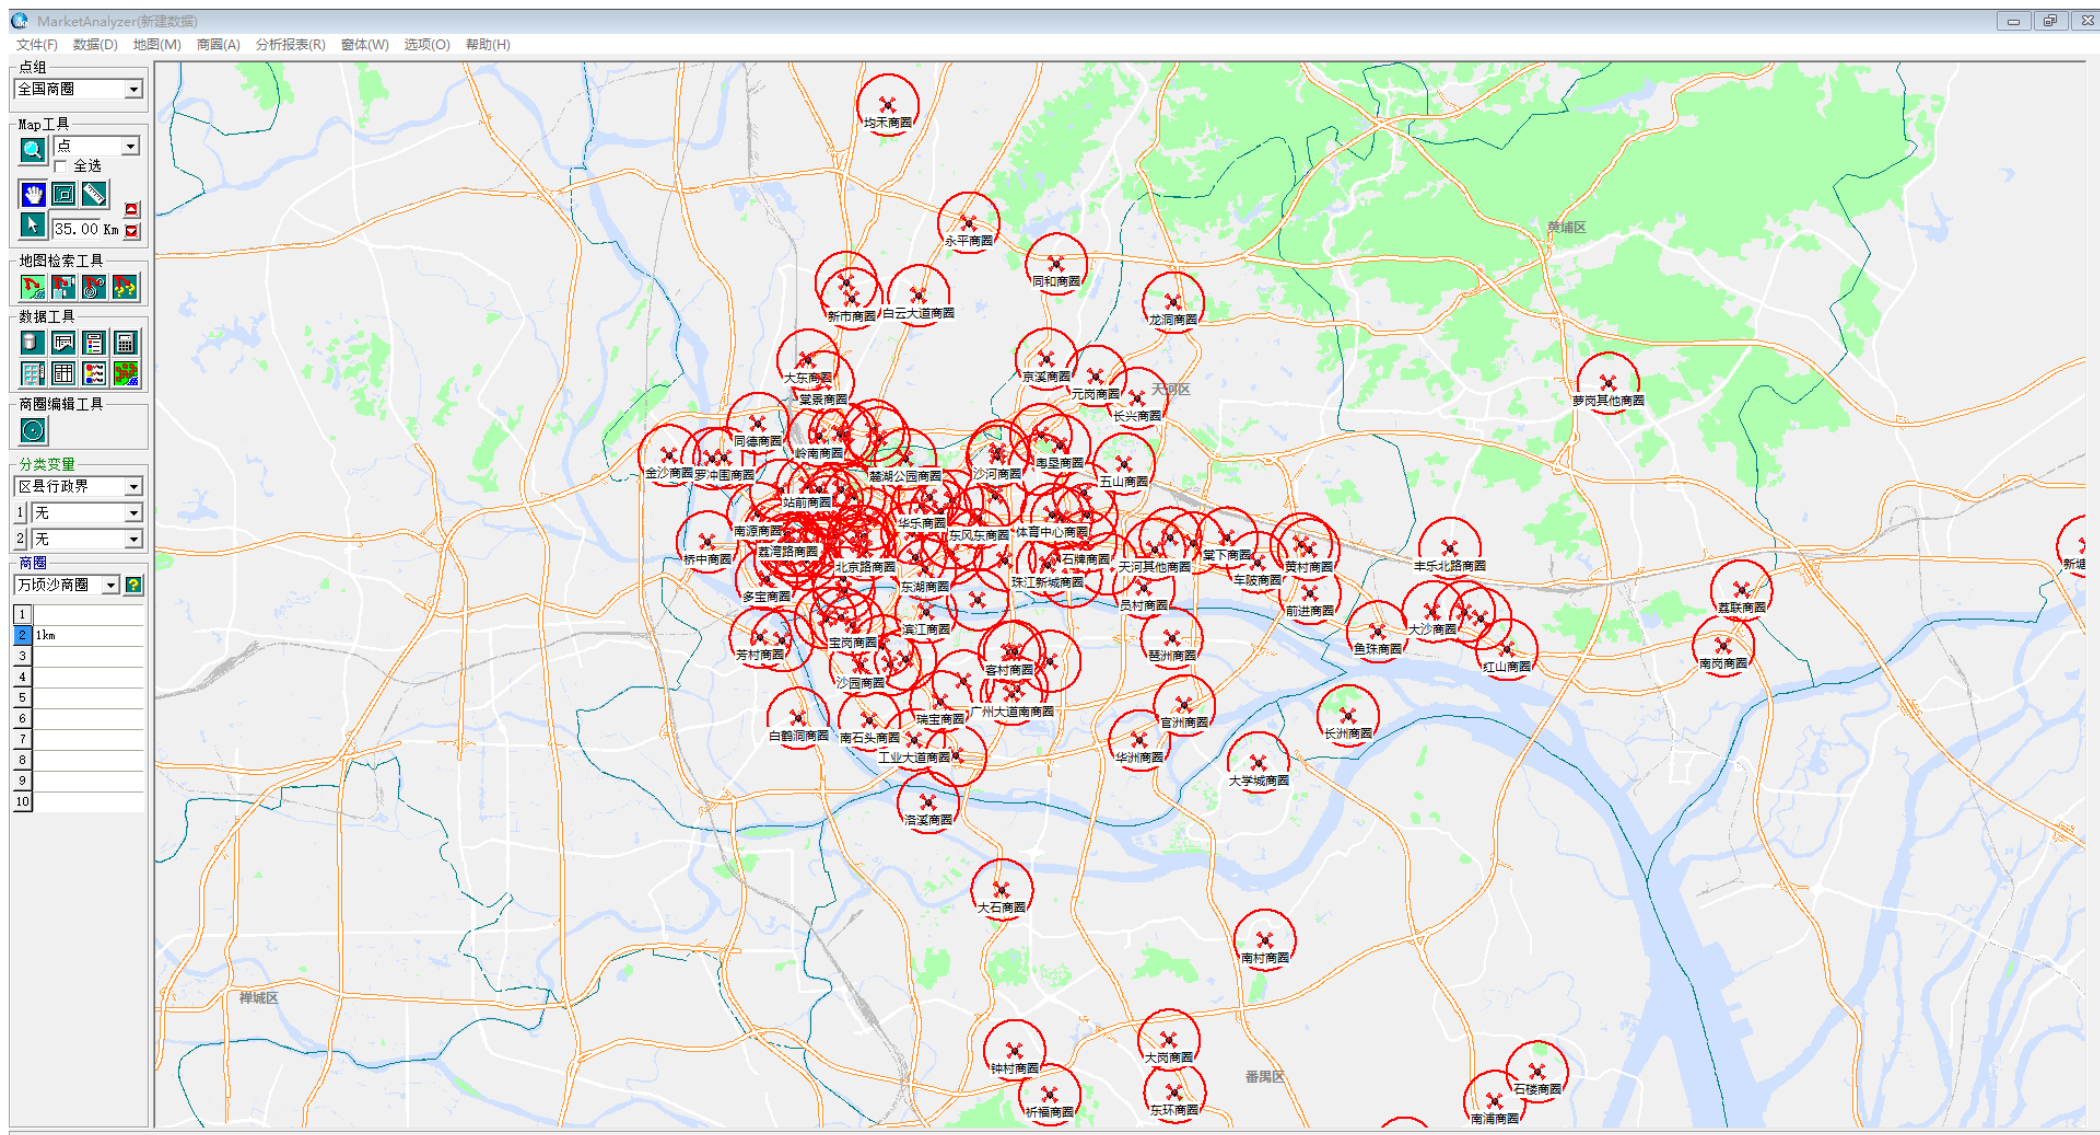 MarketAnalyzer(新建数据)
文件(F) 数据(D) 地图(M) 商圈(A) 分析报表(R) 窗体(W) 选项(O) 帮助(H)
点组
全国商圈
Map工具
点
全选
35.00 Km
地图检索工具
数据工具
商圈编辑工具
分类变量
区县行政界
1 无
2 无
商圈
万顷沙商圈
1
2 1km
3
4
5
6
7
8
9
10
均禾商圈
永平商圈
黄埔区
同和商圈
新市商圈
白云大道商圈
龙洞商圈
大东商圈
京溪商圈
元岗商圈
天河区
棠景商圈
长兴商圈
萝岗其他商圈
同德商圈
岭南商圈
金沙商圈
罗冲围商圈
麓湖公园商圈
沙河商圈
粤垦商圈
五山商圈
站前商圈
南源商圈
华乐商圈
东风东商圈
体育中心商圈
桥中商圈
荔湾路商圈
北京路商圈
石牌商圈
天河其他商圈
棠下商圈
黄村商圈
丰乐北路商圈
新塘
多宝商圈
东湖商圈
珠江新城商圈
员村商圈
车陂商圈
前进商圈
荔联商圈
滨江商圈
大沙商圈
芳村商圈
宝岗商圈
客村商圈
琶洲商圈
鱼珠商圈
红山商圈
南岗商圈
沙园商圈
瑞宝商圈
广州大道南商圈
官洲商圈
长洲商圈
白鹤洞商圈
南石头商圈
工业大道商圈
华洲商圈
大学城商圈
洛溪商圈
大石商圈
南村商圈
禅城区
钟村商圈
大岗商圈
番禺区
石楼商圈
祈福商圈
东环商圈
南浦商圈